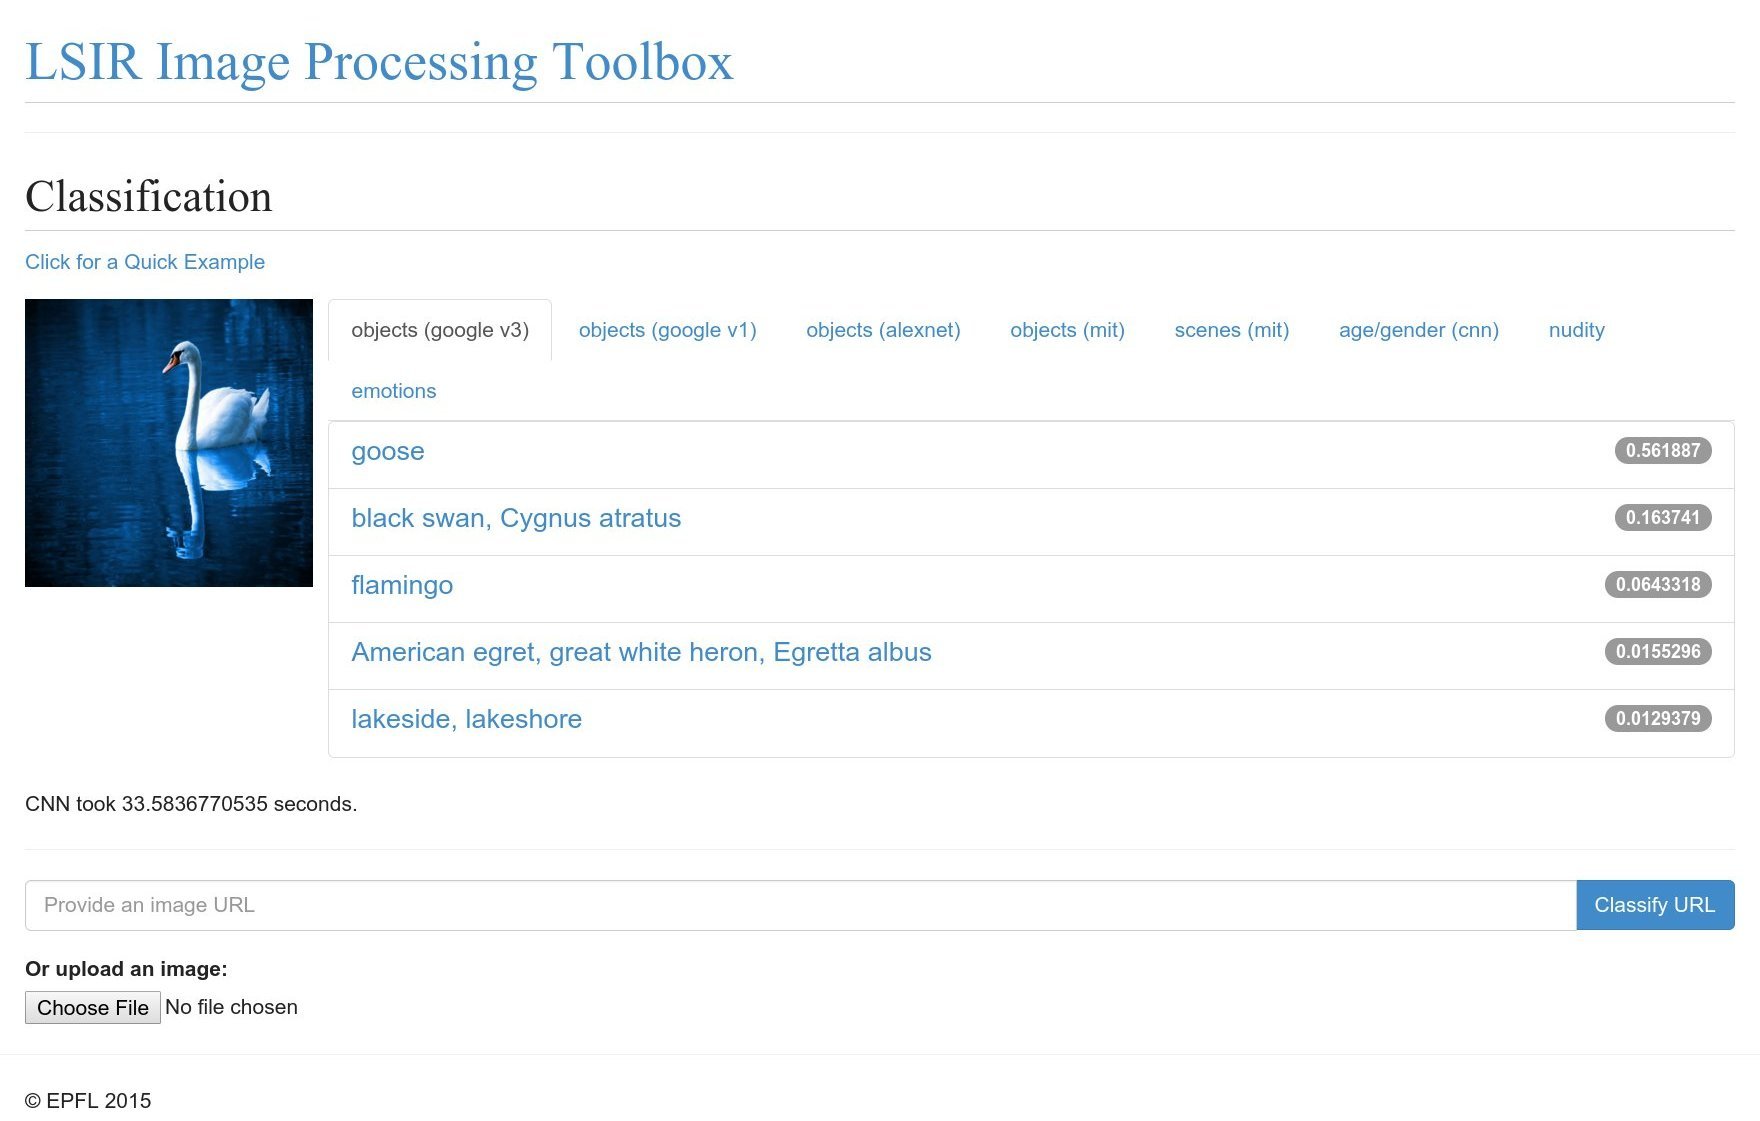 LSIR Image Processing Toolbox
Classification
Click for a Quick Example
objects (google v3) objects (google v1) objects (alexnet) objects (mit) scenes (mit) age/gender (cnn) nudity
emotions
goose 0.561887
black swan, Cygnus atratus 0.163741
flamingo 0.0643318
American egret, great white heron, Egretta albus 0.0155296
lakeside, lakeshore 0.0129379
CNN took 33.5836770535 seconds.
Provide an image URL Classify URL
Or upload an image:
Choose File No file chosen
© EPFL 2015